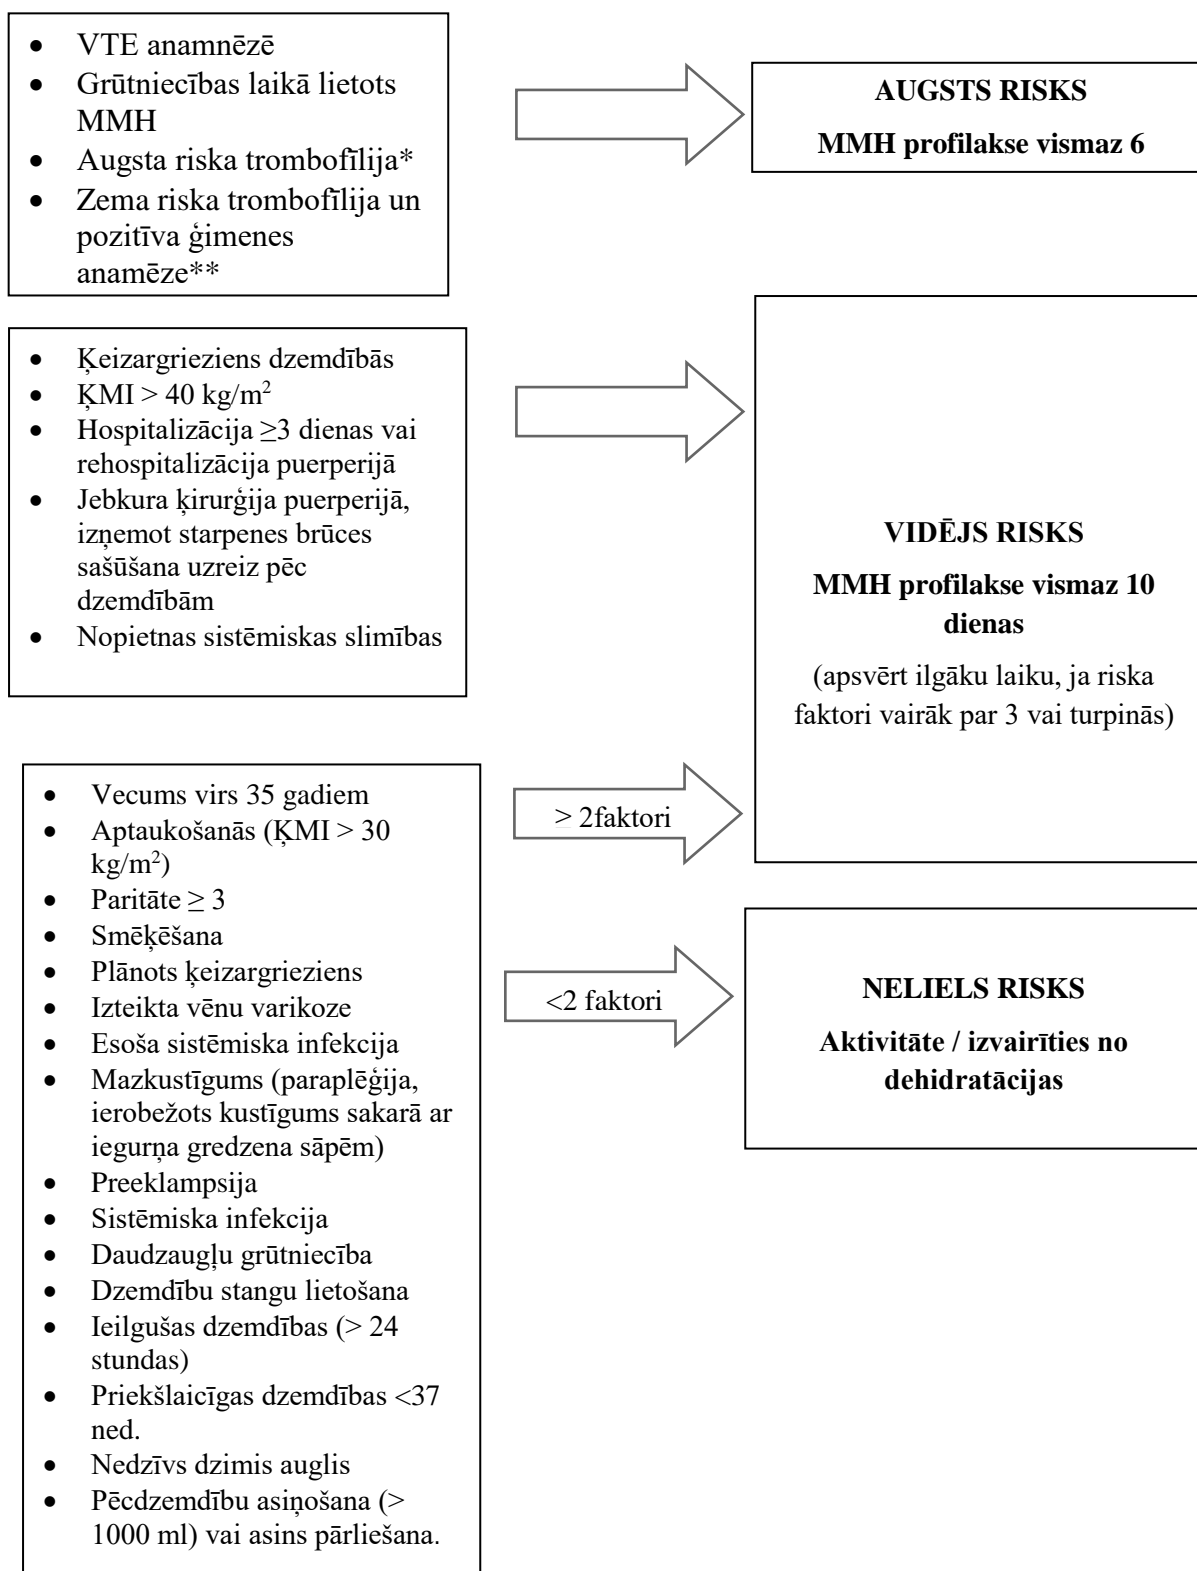 • VTE anamnēzē
• Grūtniecības laikā lietots
MMH
• Augsta riska trombofīlija*
• Zema riska trombofīlija un
pozitīva ģimenes
anamēze**
AUGSTS RISKS
MMH profilakse vismaz 6
• Ķeizargrieziens dzemdībās
• ĶMI > 40 kg/m²
• Hospitalizācija ≥3 dienas vai
rehospitalizācija puerperijā
• Jebkura ķirurģija puerperijā,
izņemot starpenes brūces
sašūšana uzreiz pēc
dzemdībām
• Nopietnas sistēmiskas slimības
VIDĒJS RISKS
MMH profilakse vismaz 10
dienas
(apsvērt ilgāku laiku, ja riska
faktori vairāk par 3 vai turpinās)
• Vecums virs 35 gadiem
• Aptaukošanās (ĶMI > 30
kg/m²)
• Paritāte ≥ 3
• Smēķēšana
• Plānots ķeizargrieziens
• Izteikta vēnu varikoze
• Esoša sistēmiska infekcija
• Mazkustīgums (paraplēģija,
ierobežots kustīgums sakarā ar
iegurņa gredzena sāpēm)
• Preeklampsija
• Sistēmiska infekcija
• Daudzaugļu grūtniecība
• Dzemdību stangu lietošana
• Ieilgušas dzemdības (> 24
stundas)
• Priekšlaicīgas dzemdības <37
ned.
• Nedzīvs dzimis auglis
• Pēcdzemdību asiņošana (>
1000 ml) vai asins pārliešana.
≥ 2faktori
<2 faktori
NELIELS RISKS
Aktivitāte / izvairīties no
dehidratācijas